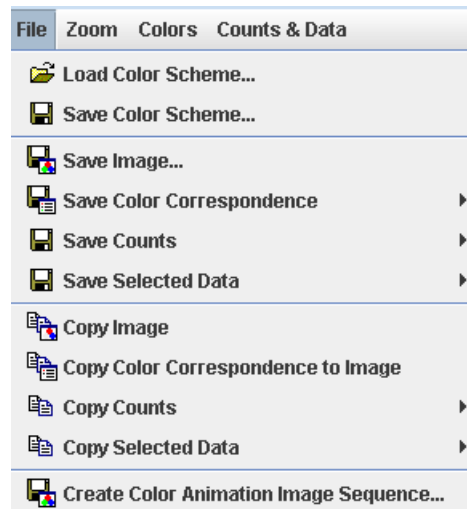 File Zoom Colors Counts & Data
Load Color Scheme...
Save Color Scheme...
Save Image...
Save Color Correspondence
Save Counts
Save Selected Data
Copy Image
Copy Color Correspondence to Image
Copy Counts
Copy Selected Data
Create Color Animation Image Sequence...